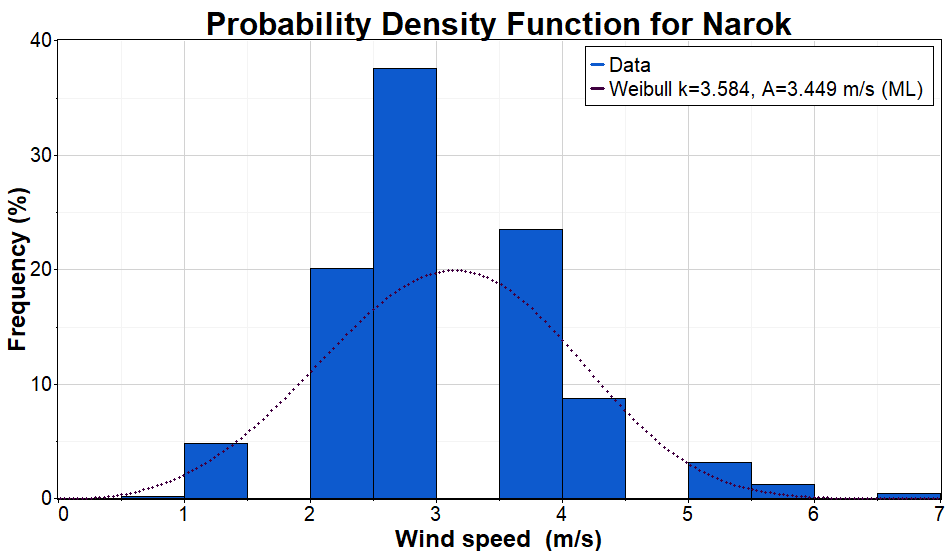 Probability Density Function for Narok
Data
Weibull k=3.584, A=3.449 m/s (ML)
Frequency (%)
40
30
20
10
0
0 1 2 3 4 5 6 7
Wind speed (m/s)